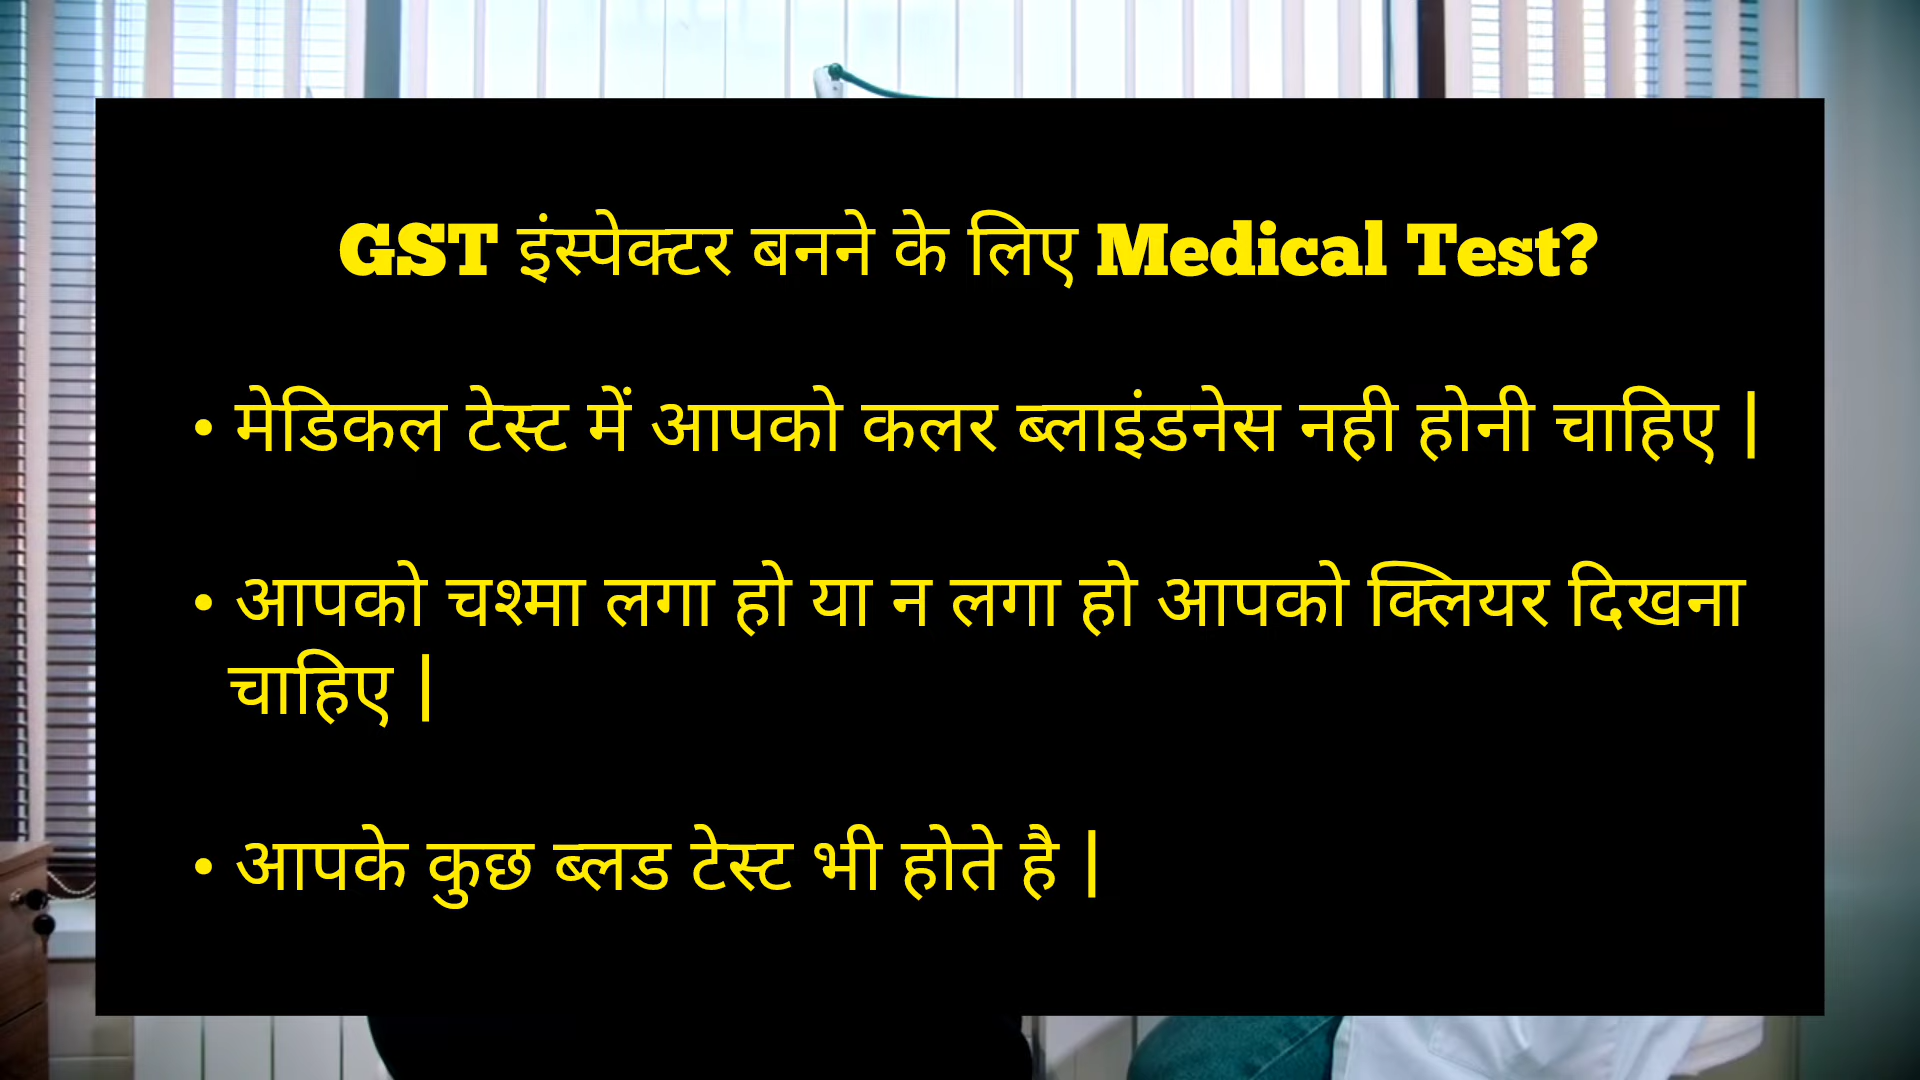 GST इंस्पेक्टर बनने के लिए Medical Test?
• मेडिकल टेस्ट में आपको कलर ब्लाइंडनेस नही होनी चाहिए |
• आपको चश्मा लगा हो या न लगा हो आपको क्लियर दिखना
चाहिए |
• आपके कुछ ब्लड टेस्ट भी होते है |